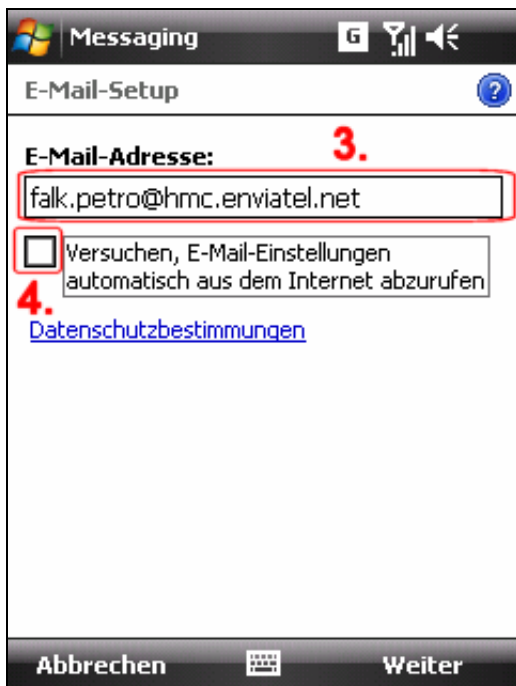 Messaging
G
E-Mail-Setup
?
E-Mail-Adresse:
3.
falk.petro@hmc.enviatel.net
Versuchen, E-Mail-Einstellungen
automatisch aus dem Internet abzurufen
4.
Datenschutzbestimmungen
Abbrechen
Weiter